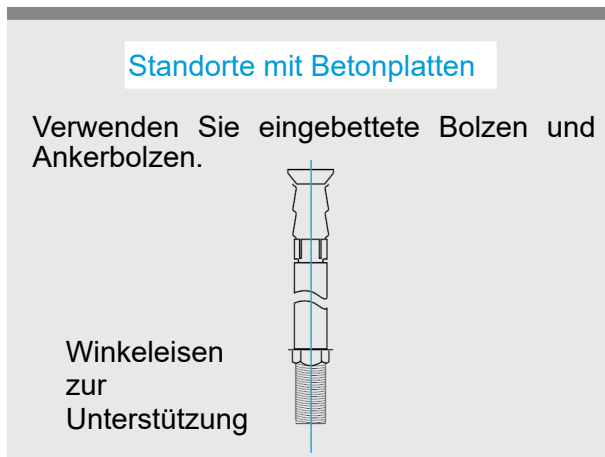 Standorte mit Betonplatten
Verwenden Sie eingebettete Bolzen und
Ankerbolzen.
Winkeleisen
zur
Unterstützung